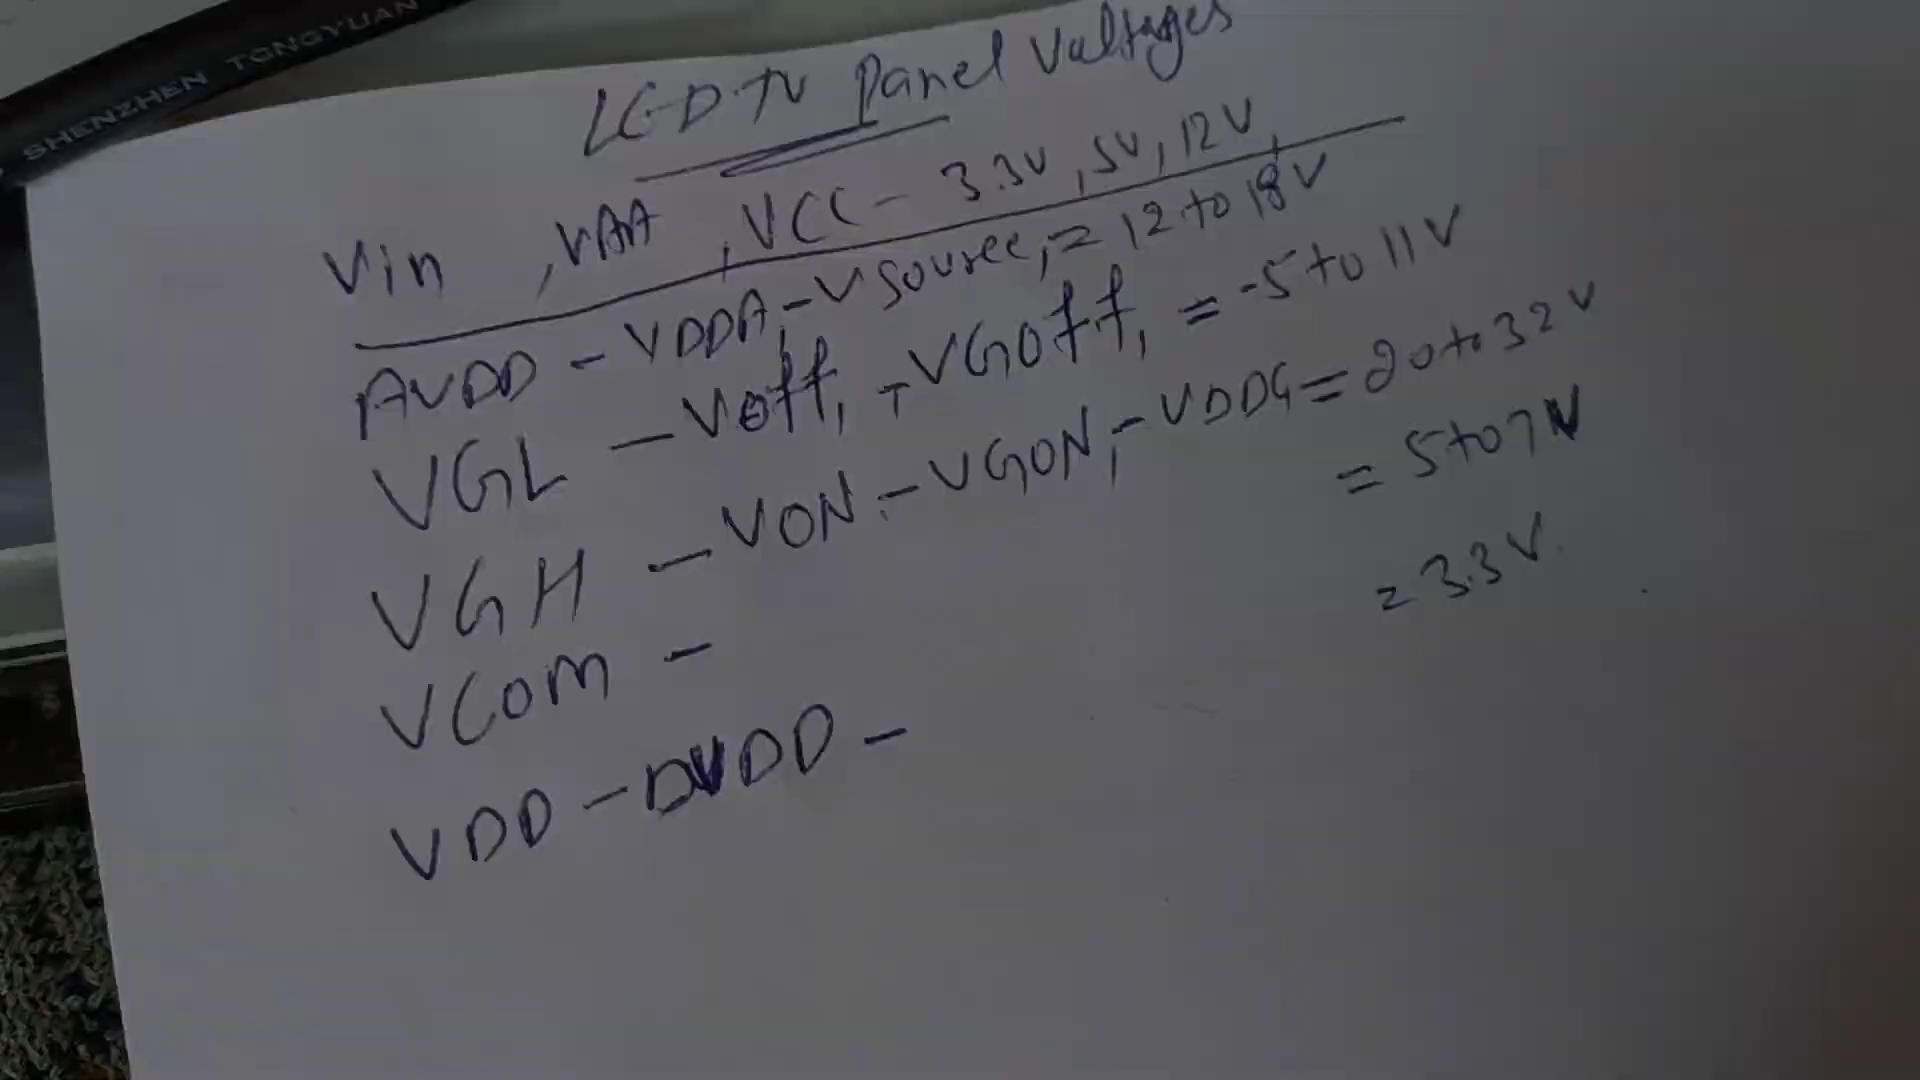 SHENZHEN TONGYUAN
LCD TV Panel Voltages
Vin , VAA , VCC - 3.3V , 5V , 12V,
AVDD - VDDA, - V source, = 12 to 18V
VGL - Voff, - VGOff, = -5 to 11V
VGH - VON, - VGON, - VDDG = 20 to 32V
VCOM - = 5 to 7V
VDD - DVDD - = 3.3V.